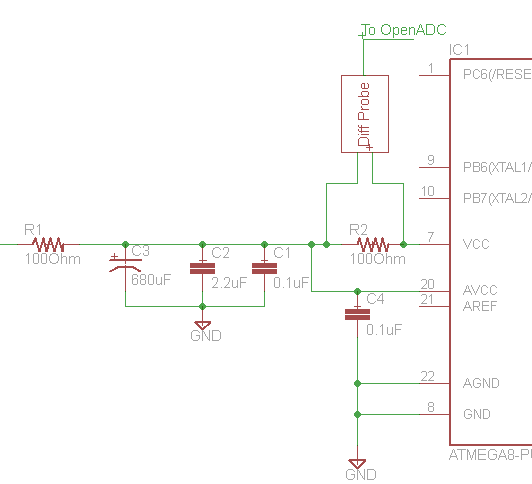 To OpenADC
IC1
1
PC6(/RESE
Diff Probe
+
+
9
PB6(XTAL1/
10
PB7(XTAL2/
R1
100Ohm
+
C3
680uF
C2
2.2uF
C1
0.1uF
R2
100Ohm
7
VCC
20
AVCC
21
AREF
C4
0.1uF
GND
22
AGND
8
GND
ATMEGA8-PU
GND